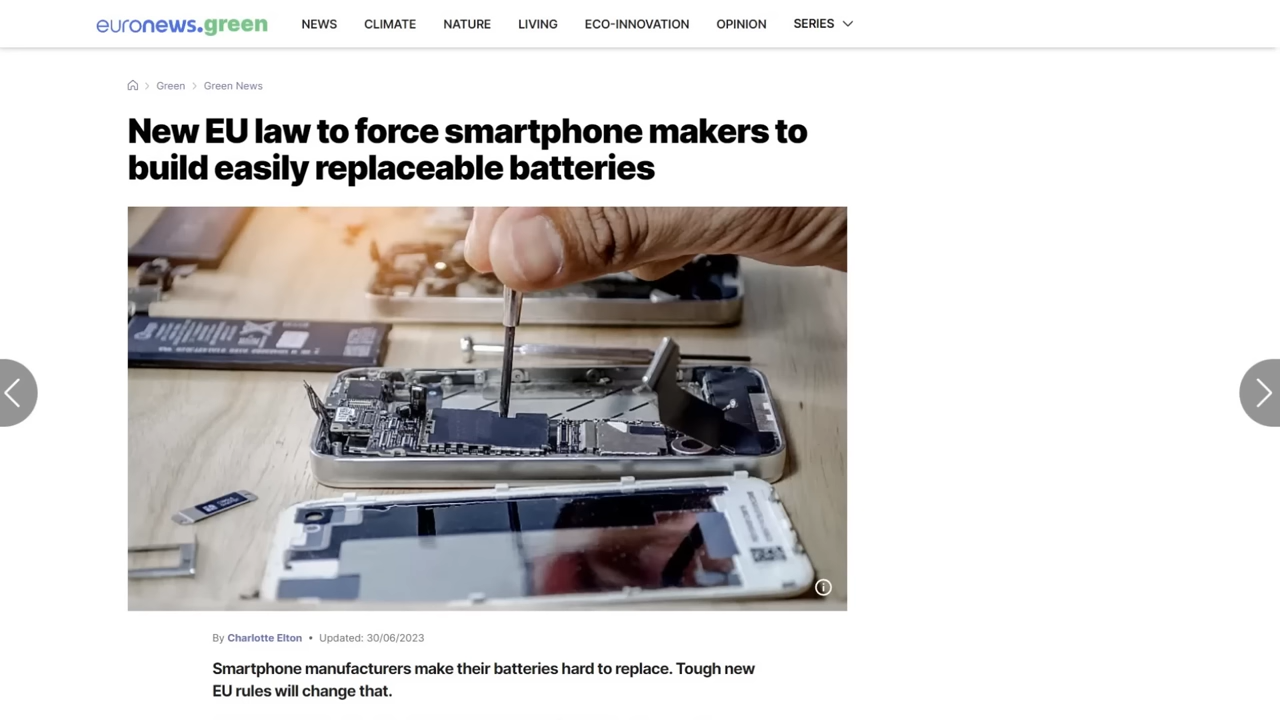 euronews.green
NEWS CLIMATE NATURE LIVING ECO-INNOVATION OPINION SERIES
Green Green News
New EU law to force smartphone makers to
build easily replaceable batteries
By Charlotte Elton • Updated: 30/06/2023
Smartphone manufacturers make their batteries hard to replace. Tough new
EU rules will change that.